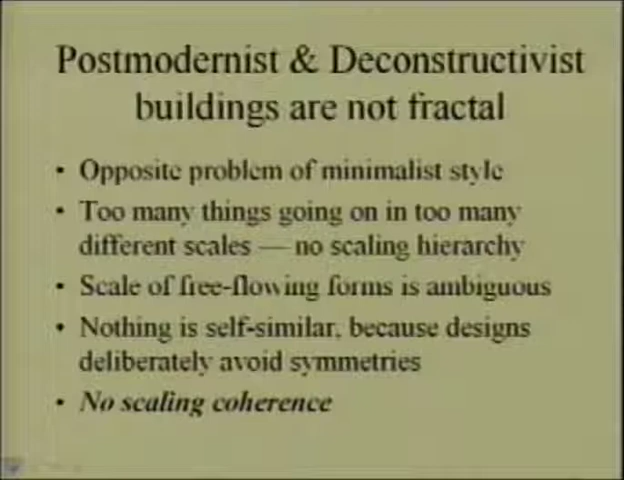 Postmodernist & Deconstructivist
buildings are not fractal
• Opposite problem of minimalist style
• Too many things going on in too many
different scales — no scaling hierarchy
• Scale of free-flowing forms is ambiguous
• Nothing is self-similar, because designs
deliberately avoid symmetries
• No scaling coherence